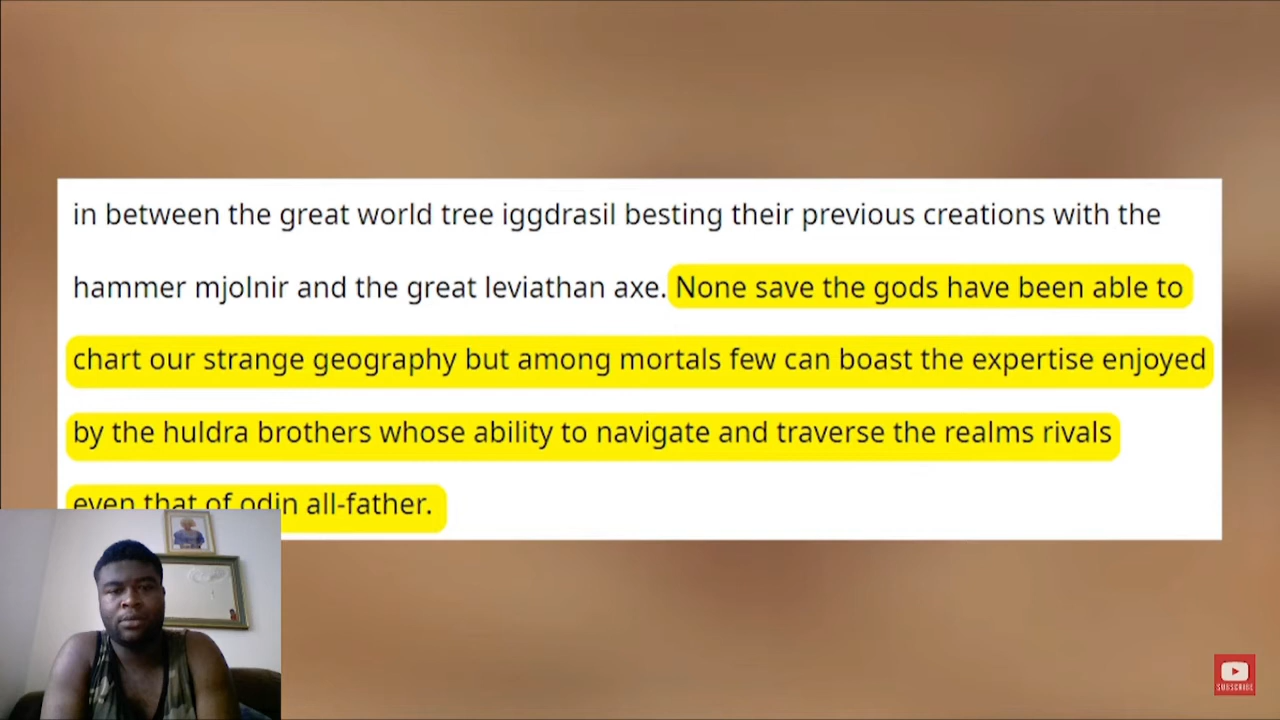 in between the great world tree iggdrasil besting their previous creations with the
hammer mjolnir and the great leviathan axe. None save the gods have been able to
chart our strange geography but among mortals few can boast the expertise enjoyed
by the huldra brothers whose ability to navigate and traverse the realms rivals
even that of odin all-father.
SUBSCRIBE